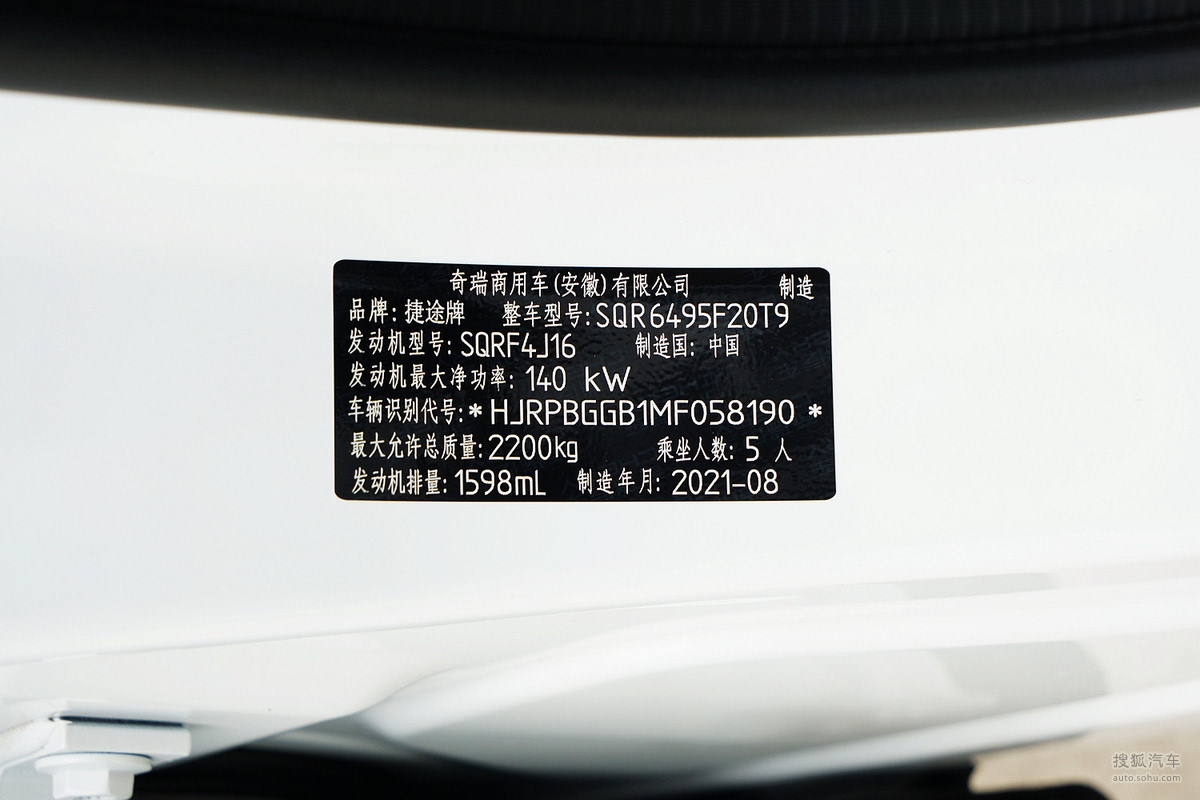 奇瑞商用车(安徽)有限公司 制造
品牌:捷途牌 整车型号:SQR6495F20T9
发动机型号:SQRF4J16 制造国:中国
发动机最大净功率:140 kW
车辆识别代号:*HJRPBGGB1MF058190*
最大允许总质量:2200kg 乘坐人数:5 人
发动机排量:1598mL 制造年月:2021-08
搜狐汽车
auto.sohu.com